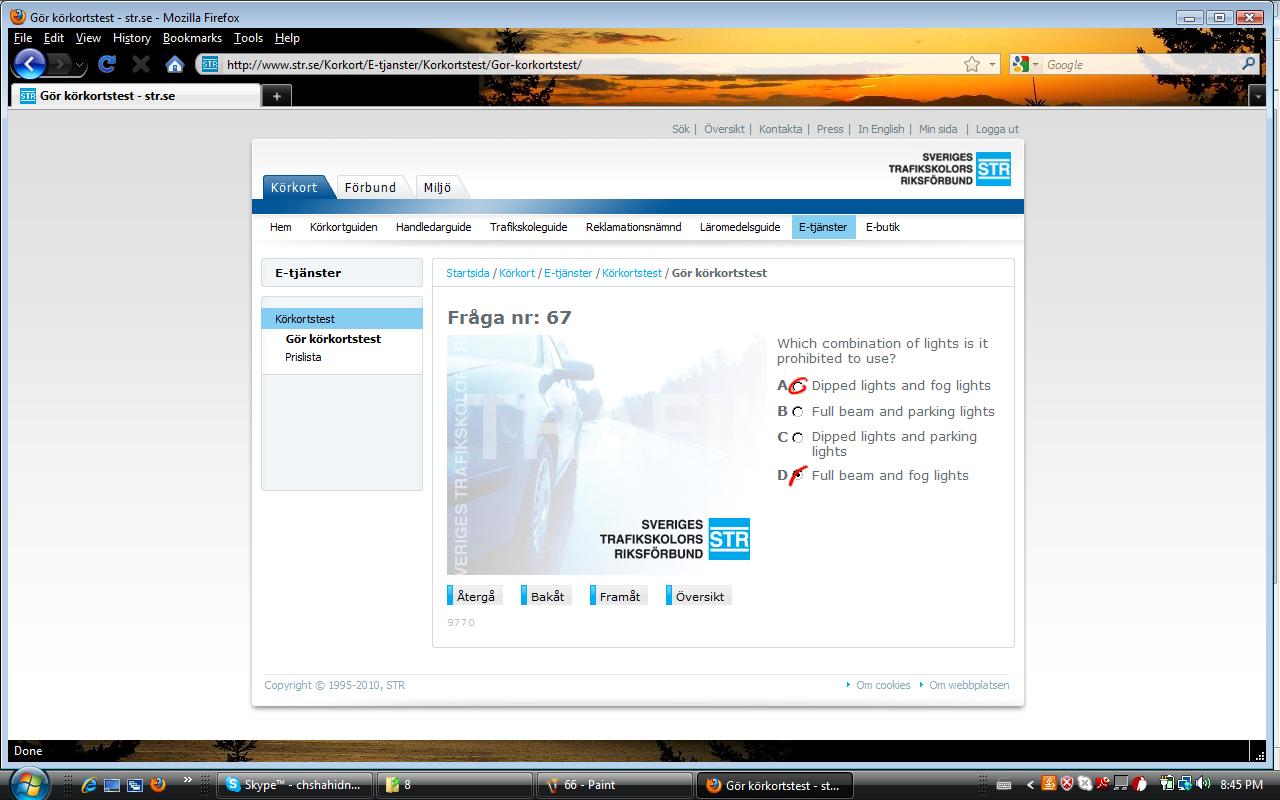 Gör körkortstest - str.se - Mozilla Firefox
File Edit View History Bookmarks Tools Help
http://www.str.se/Korkort/E-tjanster/Korkortstest/Gor-korkortstest/
Google
Gör körkortstest - str.se
Sök | Översikt | Kontakta | Press | In English | Min sida | Logga ut
SVERIGES
TRAFIKSKOLORS
RIKSFÖRBUND
STR
Körkort Förbund Miljö
Hem Körkortguiden Handledarguide Trafikskoleguide Reklamationsnämnd Läromedelsguide E-tjänster E-butik
E-tjänster
Körkortstest
Gör körkortstest
Prislista
Startsida / Körkort / E-tjänster / Körkortstest / Gör körkortstest
Fråga nr: 67
Which combination of lights is it
prohibited to use?
A Dipped lights and fog lights
B Full beam and parking lights
C Dipped lights and parking
lights
D Full beam and fog lights
TRAFI
SVERIGES
TRAFIKSKOLORS
RIKSFÖRBUND
STR
Återgå Bakåt Framåt Översikt
9770
Copyright © 1995-2010, STR
Om cookies Om webbplatsen
Done
Skype™ - chshahidn... 8 66 - Paint Gör körkortstest - st... 8:45 PM